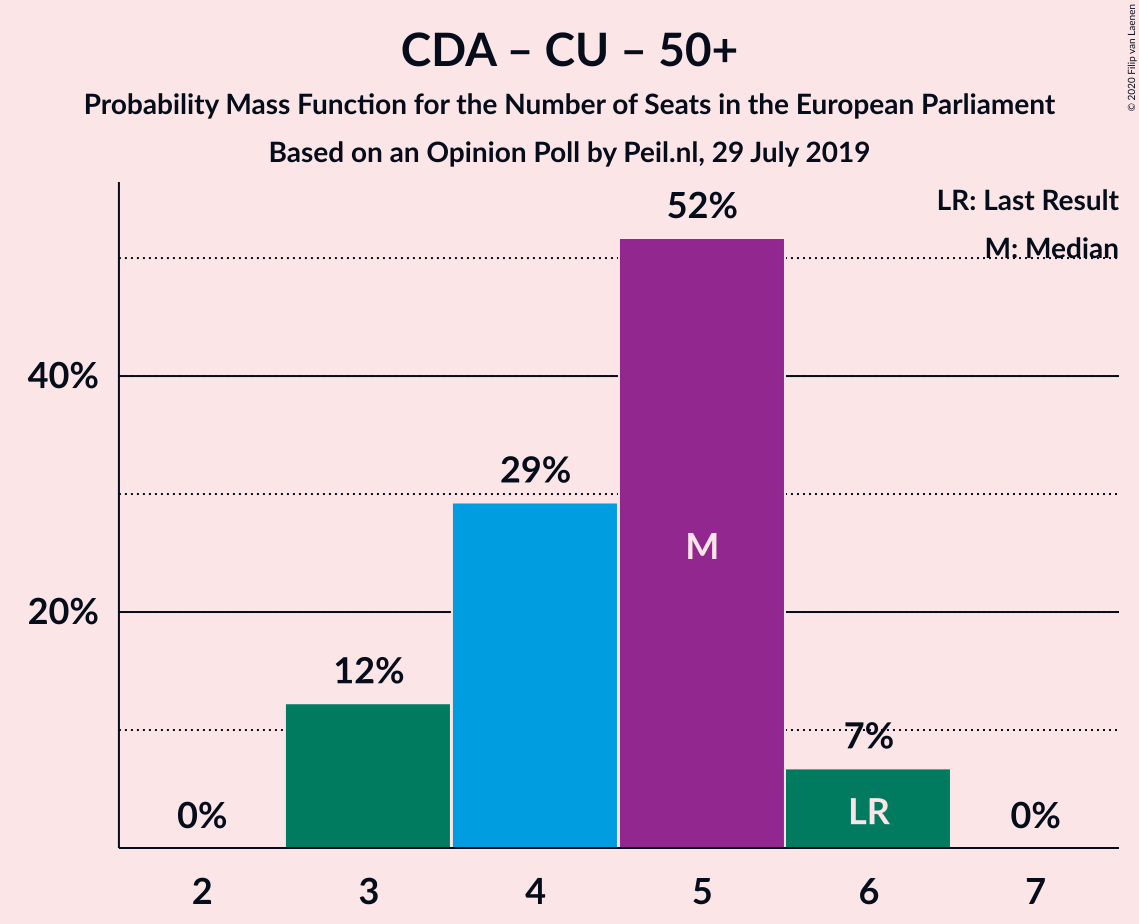 CDA – CU – 50+
Probability Mass Function for the Number of Seats in the European Parliament
Based on an Opinion Poll by Peil.nl, 29 July 2019
© 2020 Filip van Laenen
LR: Last Result
M: Median
52%
40%
29%
M
20%
12%
7%
0%
LR
0%
2
3
4
5
6
7